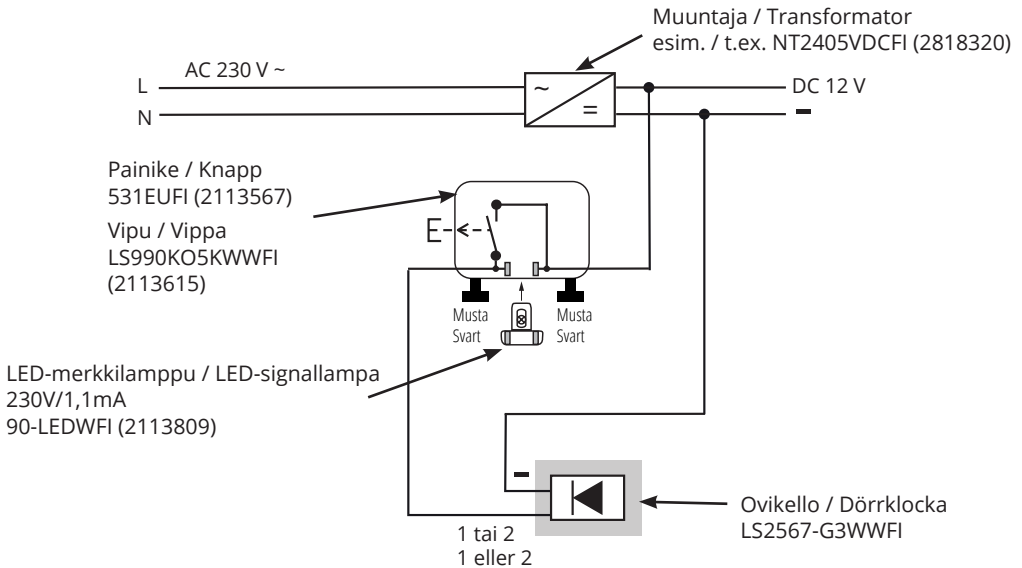 Muuntaja / Transformator
esim. / t.ex. NT2405VDCFI (2818320)
AC 230 V ~
L
DC 12 V
N
~
=
Painike / Knapp
531EUFI (2113567)
Vipu / Vippa
LS990KO5KWWFI
(2113615)
Musta
Svart
Musta
Svart
LED-merkkilamppu / LED-signallampa
230V/1,1mA
90-LEDWFI (2113809)
Ovikello / Dörrklocka
LS2567-G3WWFI
1 tai 2
1 eller 2